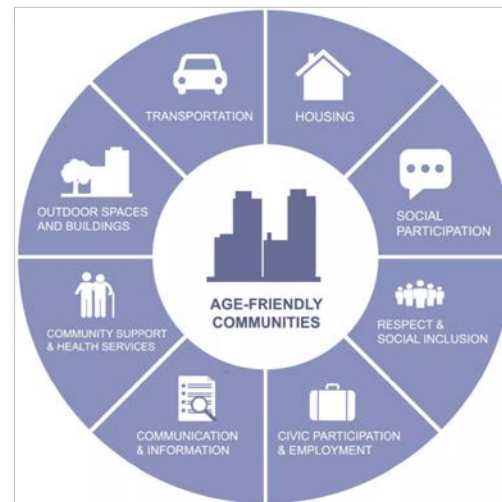 TRANSPORTATION
HOUSING
SOCIAL
PARTICIPATION
RESPECT &
SOCIAL INCLUSION
CIVIC PARTICIPATION
& EMPLOYMENT
COMMUNICATION
& INFORMATION
COMMUNITY SUPPORT
& HEALTH SERVICES
OUTDOOR SPACES
AND BUILDINGS
AGE-FRIENDLY
COMMUNITIES